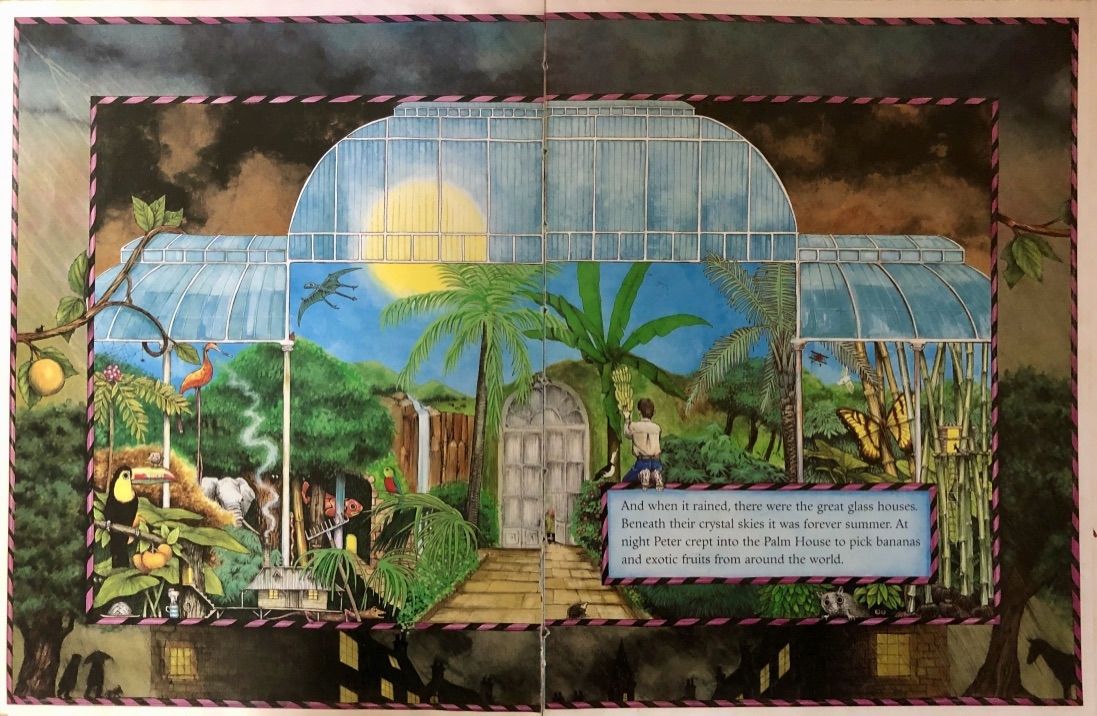 And when it rained, there were the great glass houses.
Beneath their crystal skies it was forever summer. At
night Peter crept into the Palm House to pick bananas
and exotic fruits from around the world.